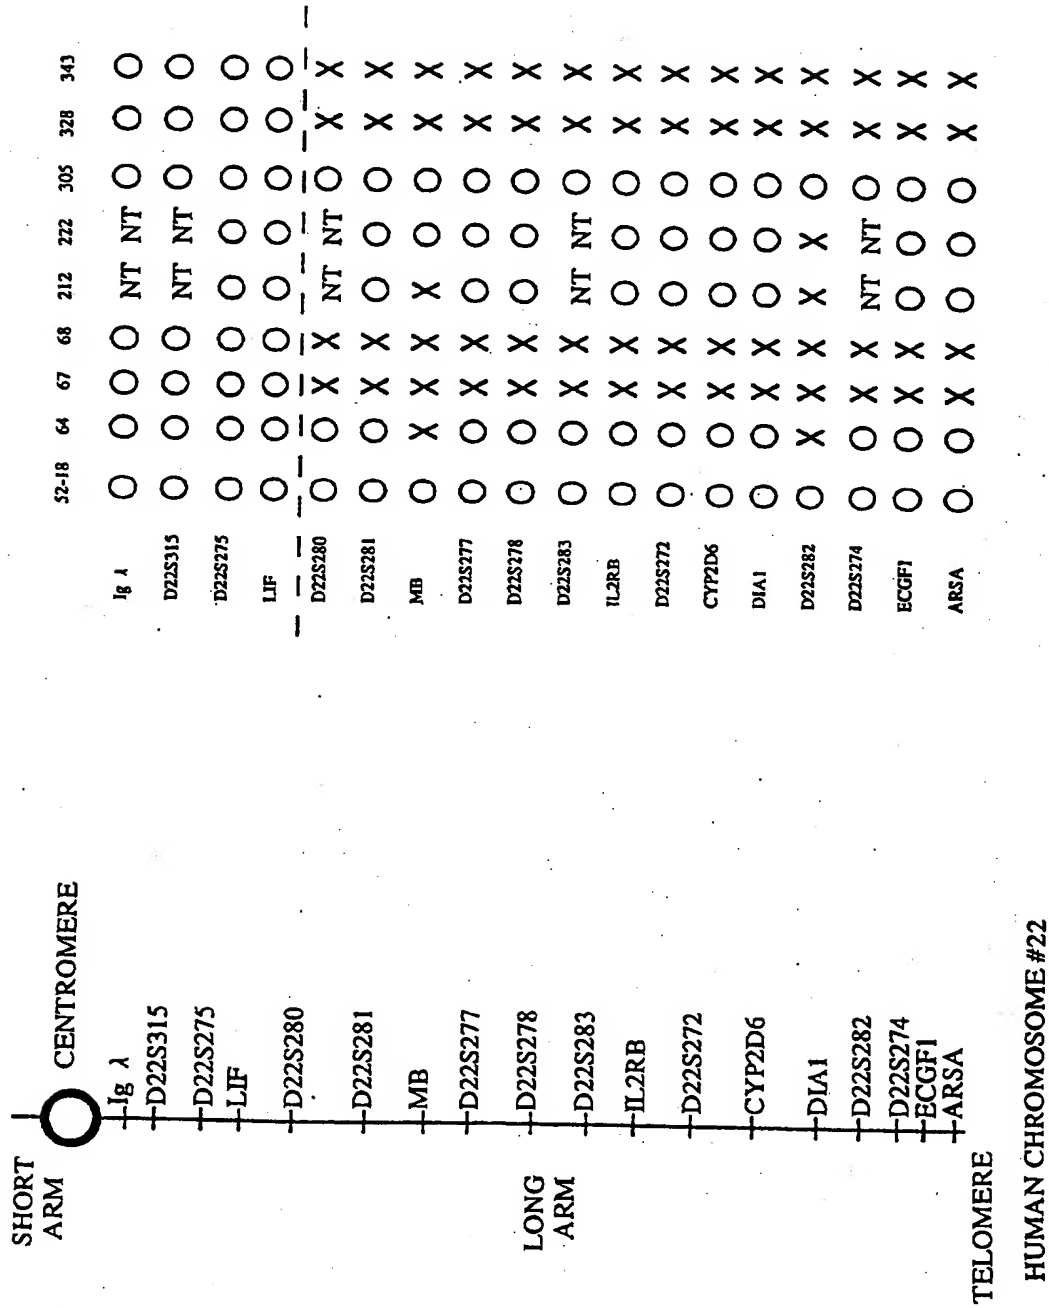 SHORT
ARM
CENTROMERE
Ig λ
D22S315
D22S275
LIF
D22S280
D22S281
MB
D22S277
D22S278
D22S283
IL2RB
D22S272
CYP2D6
DIA1
D22S282
D22S274
ECGF1
ARSA
LONG
ARM
TELOMERE
HUMAN CHROMOSOME #22
52-18 64 67 68 212 222 305 328 343
Ig λ O O O O NT NT O O O
D22S315 O O O O NT NT O O O
D22S275 O O O O O O O O O
LIF O O O O O O O O O
D22S280 O O X X NT NT O X X
D22S281 O O X X O O O X X
MB O X X X X O O X X
D22S277 O O X X O O O X X
D22S278 O O X X O O O X X
D22S283 O O X X NT NT O X X
IL2RB O O X X O O O X X
D22S272 O O X X O O O X X
CYP2D6 O O X X O O O X X
DIA1 O O X X O O O X X
D22S282 O X X X X X O X X
D22S274 O O X X NT NT O X X
ECGF1 O O X X O O O X X
ARSA O O X X O O O X X